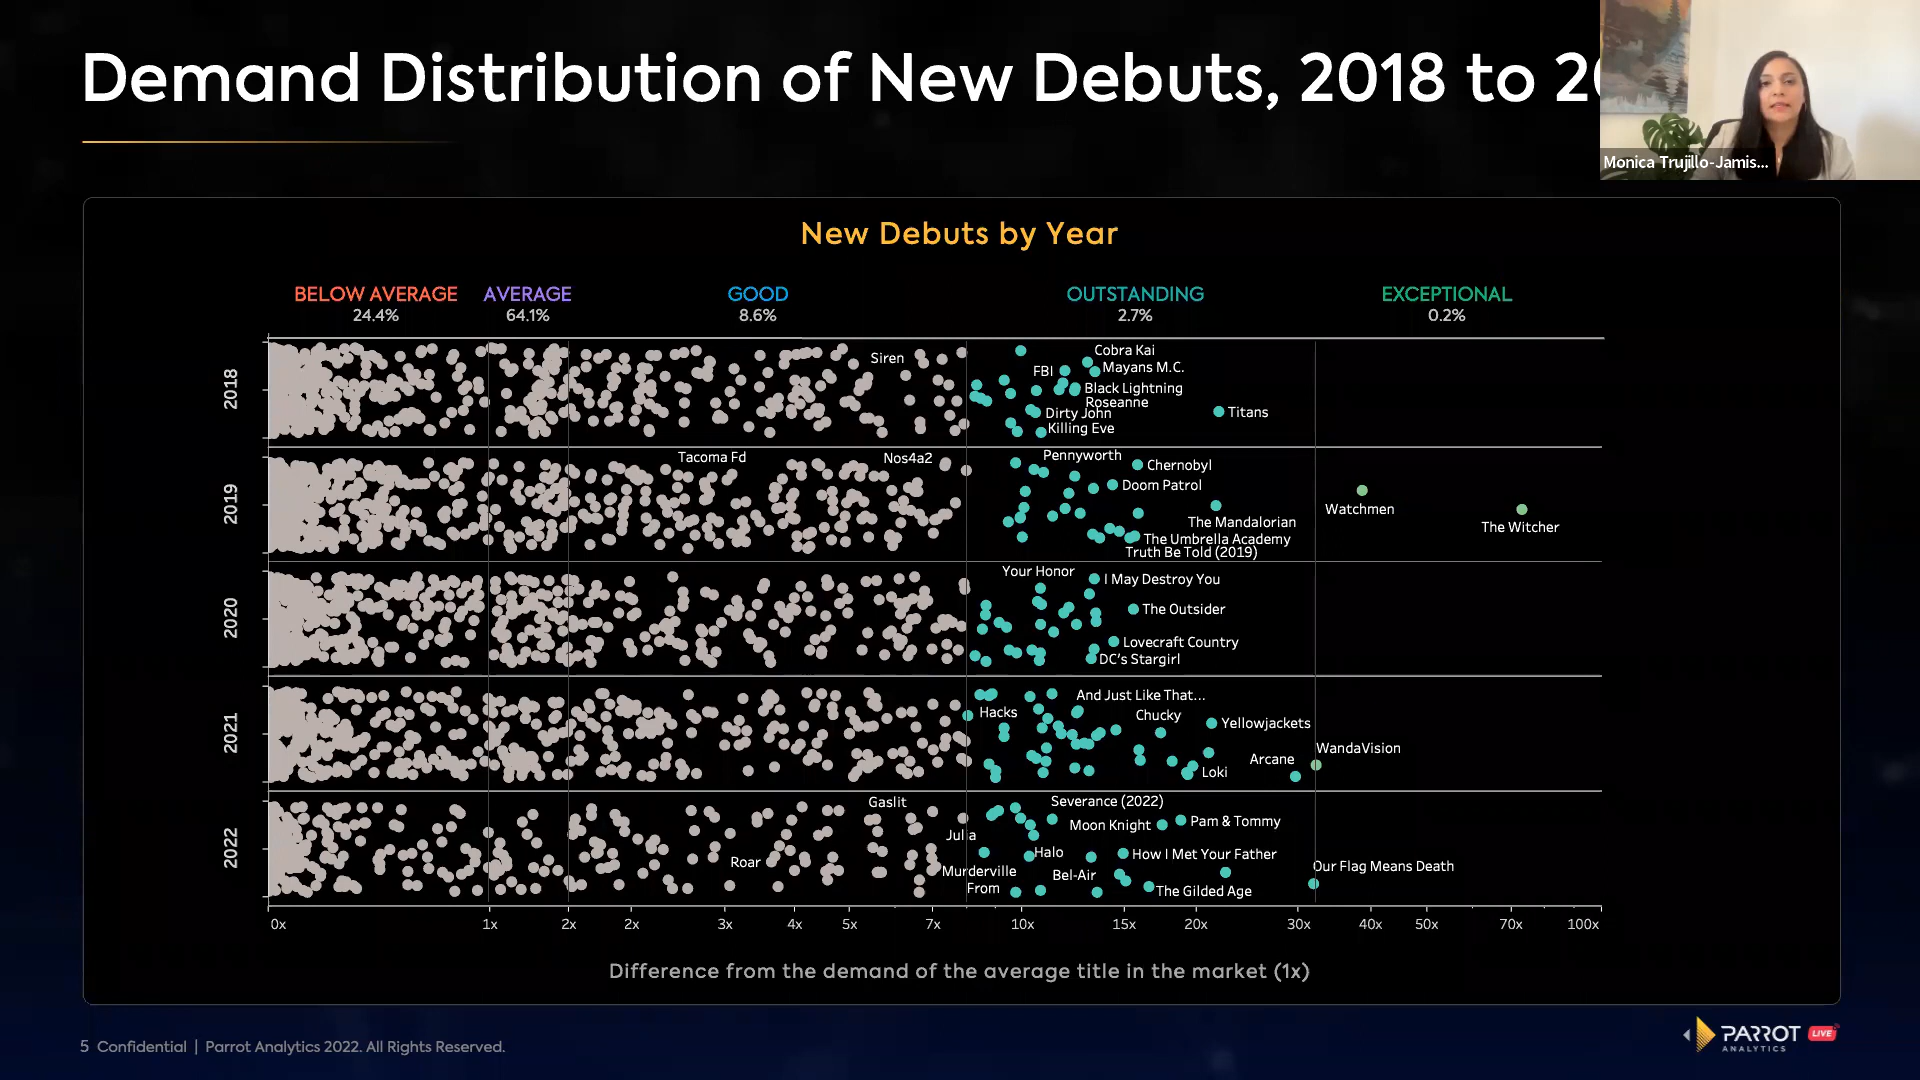 Demand Distribution of New Debuts, 2018 to
Monica Trujillo-Jamis...
New Debuts by Year
BELOW AVERAGE AVERAGE GOOD OUTSTANDING EXCEPTIONAL
24.4% 64.1% 8.6% 2.7% 0.2%
2018
Siren
Cobra Kai
FBI
Mayans M.C.
Black Lightning
Roseanne
Dirty John
Titans
Killing Eve
2019
Tacoma Fd
Nos4a2
Pennyworth
Chernobyl
Doom Patrol
Watchmen
The Mandalorian
The Witcher
The Umbrella Academy
Truth Be Told (2019)
2020
Your Honor
I May Destroy You
The Outsider
Lovecraft Country
DC's Stargirl
2021
And Just Like That...
Hacks
Chucky
Yellowjackets
WandaVision
Arcane
Loki
2022
Gaslit
Severance (2022)
Moon Knight
Pam & Tommy
Julia
Halo
How I Met Your Father
Roar
Our Flag Means Death
Murderville
Bel-Air
From
The Gilded Age
0x 1x 2x 2x 3x 4x 5x 7x 10x 15x 20x 30x 40x 50x 70x 100x
Difference from the demand of the average title in the market (1x)
5 Confidential | Parrot Analytics 2022. All Rights Reserved.
PARROT LIVE
ANALYTICS